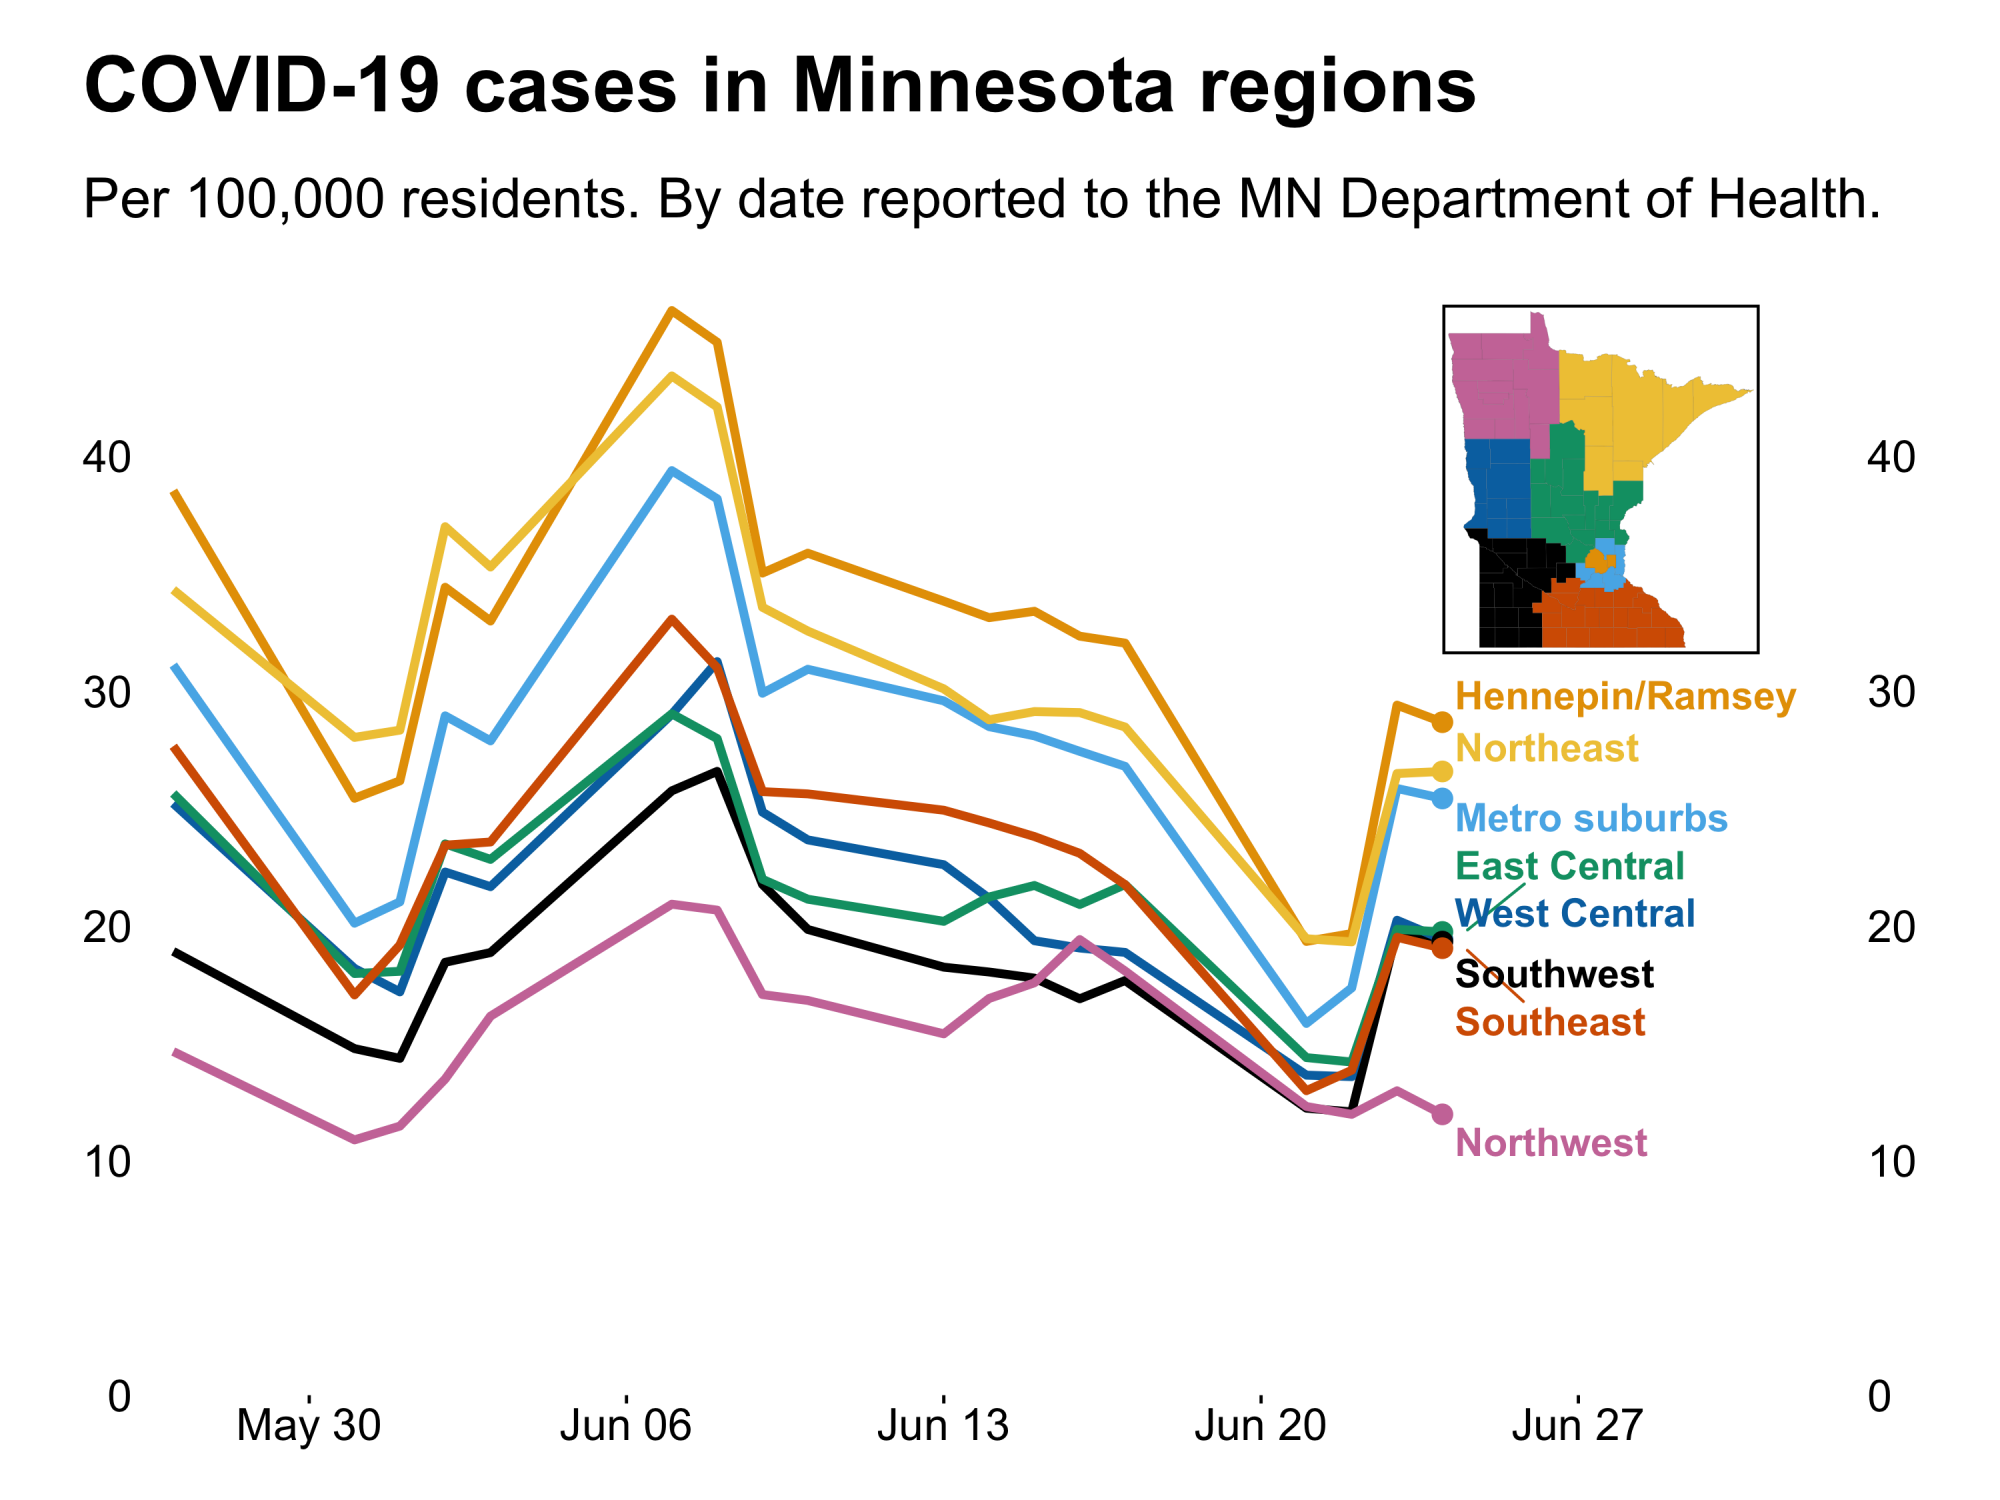 COVID-19 cases in Minnesota regions
Per 100,000 residents. By date reported to the MN Department of Health.
40
40
30
30
Hennepin/Ramsey
Northeast
Metro suburbs
East Central
West Central
20
20
Southwest
Southeast
Northwest
10
10
0
0
May 30
Jun 06
Jun 13
Jun 20
Jun 27